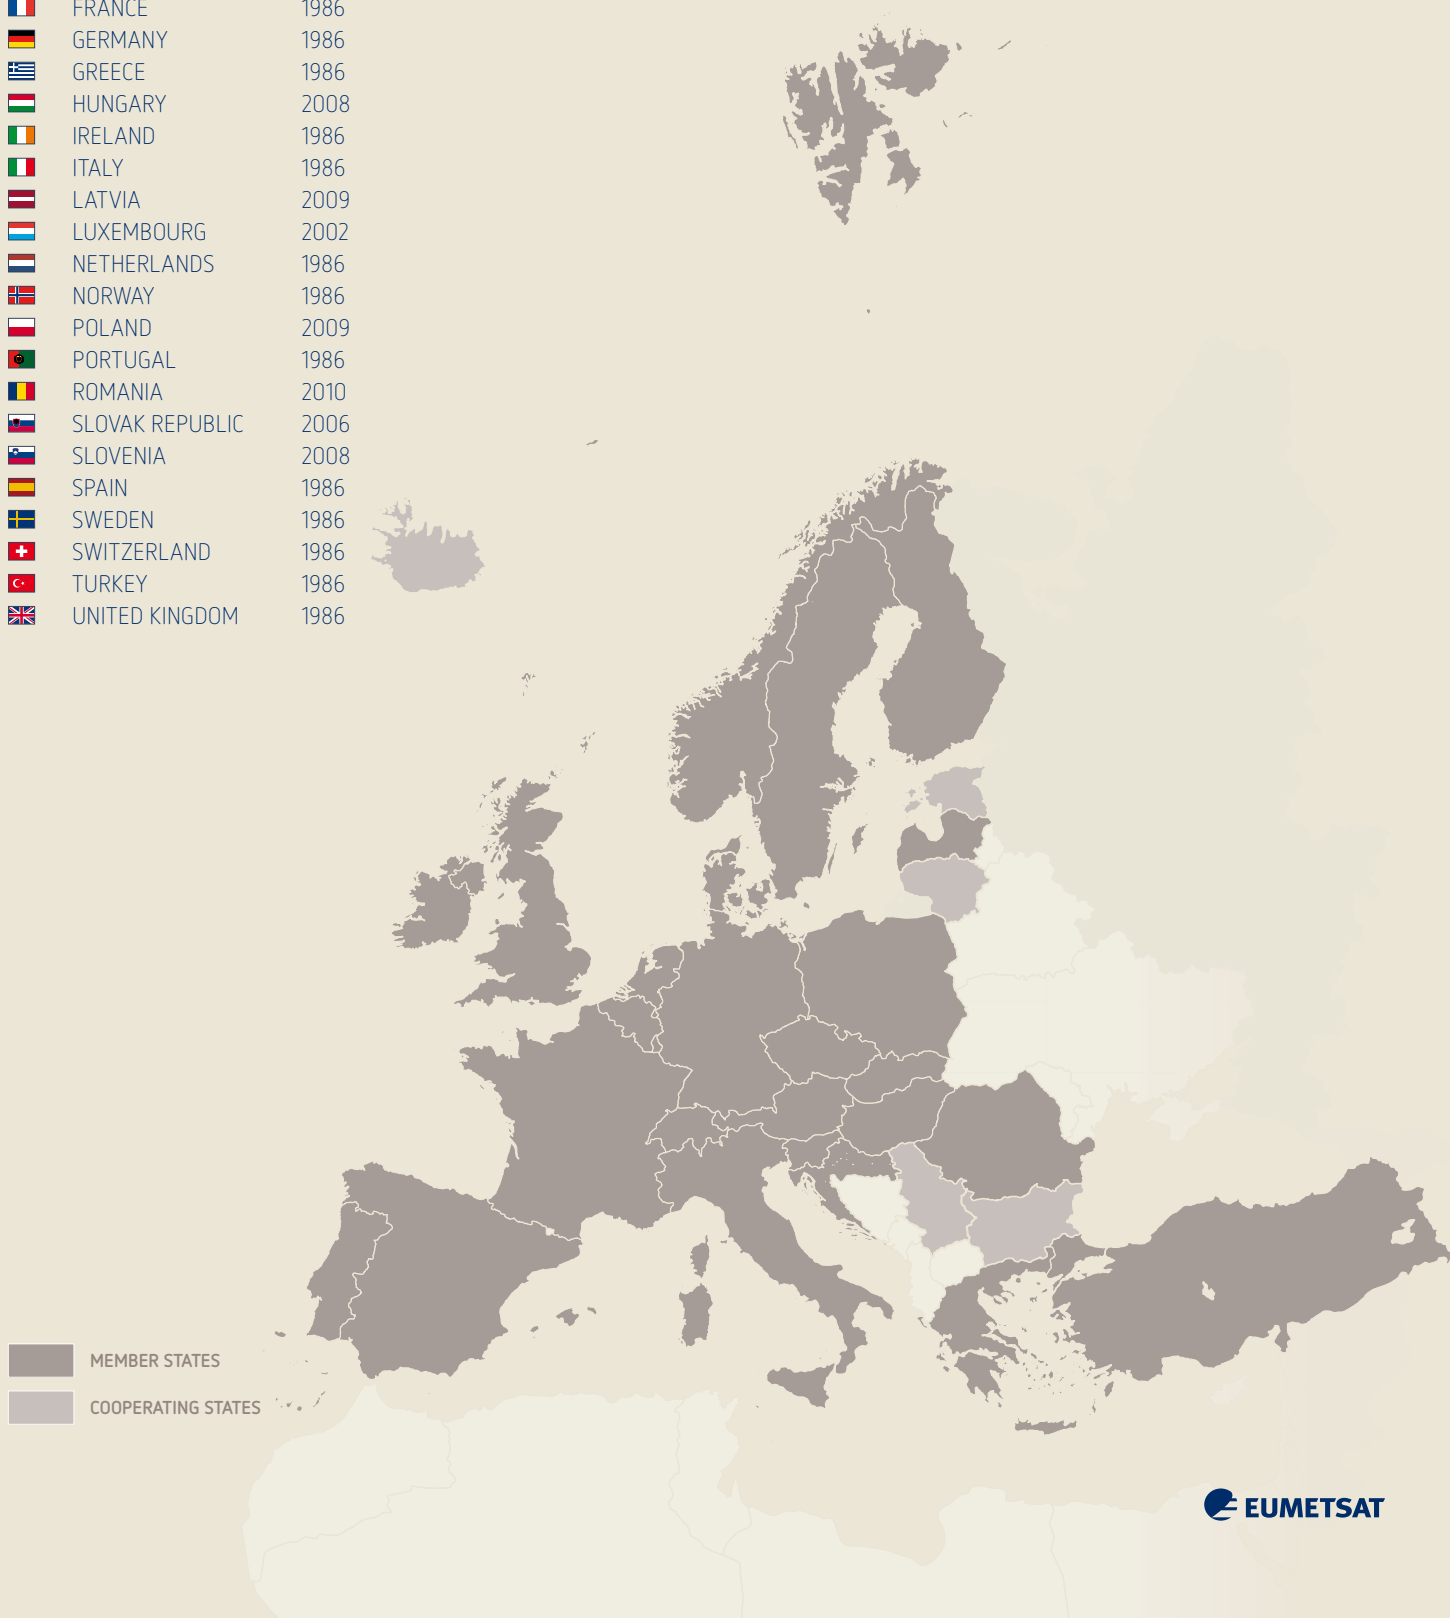 FRANCE 1986
GERMANY 1986
GREECE 1986
HUNGARY 2008
IRELAND 1986
ITALY 1986
LATVIA 2009
LUXEMBOURG 2002
NETHERLANDS 1986
NORWAY 1986
POLAND 2009
PORTUGAL 1986
ROMANIA 2010
SLOVAK REPUBLIC 2006
SLOVENIA 2008
SPAIN 1986
SWEDEN 1986
SWITZERLAND 1986
TURKEY 1986
UNITED KINGDOM 1986
MEMBER STATES
COOPERATING STATES
EUMETSAT